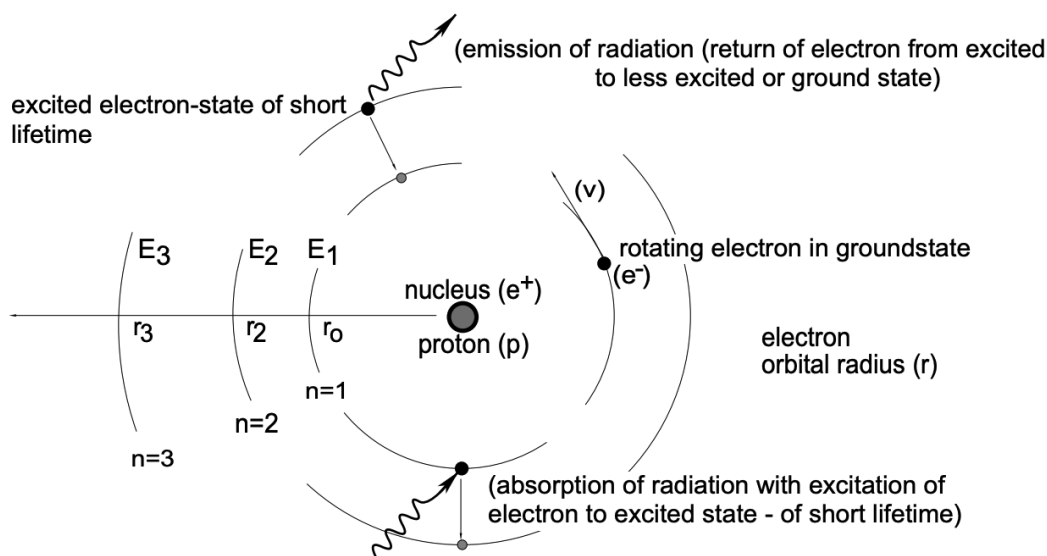 (emission of radiation (return of electron from excited
to less excited or ground state)
excited electron-state of short
lifetime
(v)
rotating electron in groundstate
(e⁻)
E₃ E₂ E₁
nucleus (e⁺)
r₃ r₂ r₀
proton (p)
electron
orbital radius (r)
n=1
n=2
n=3
(absorption of radiation with excitation of
electron to excited state - of short lifetime)